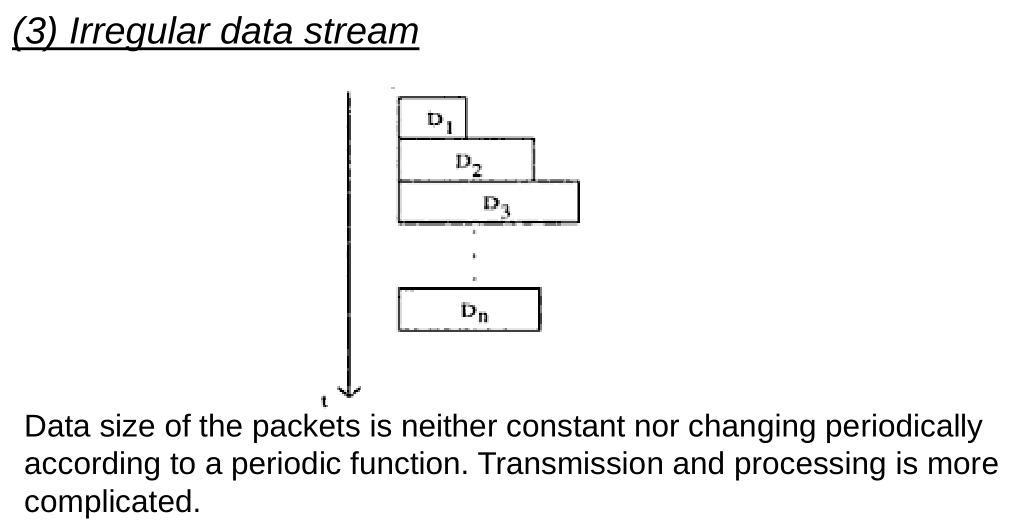 (3) Irregular data stream
D1
D2
D3
Dn
t
Data size of the packets is neither constant nor changing periodically
according to a periodic function. Transmission and processing is more
complicated.